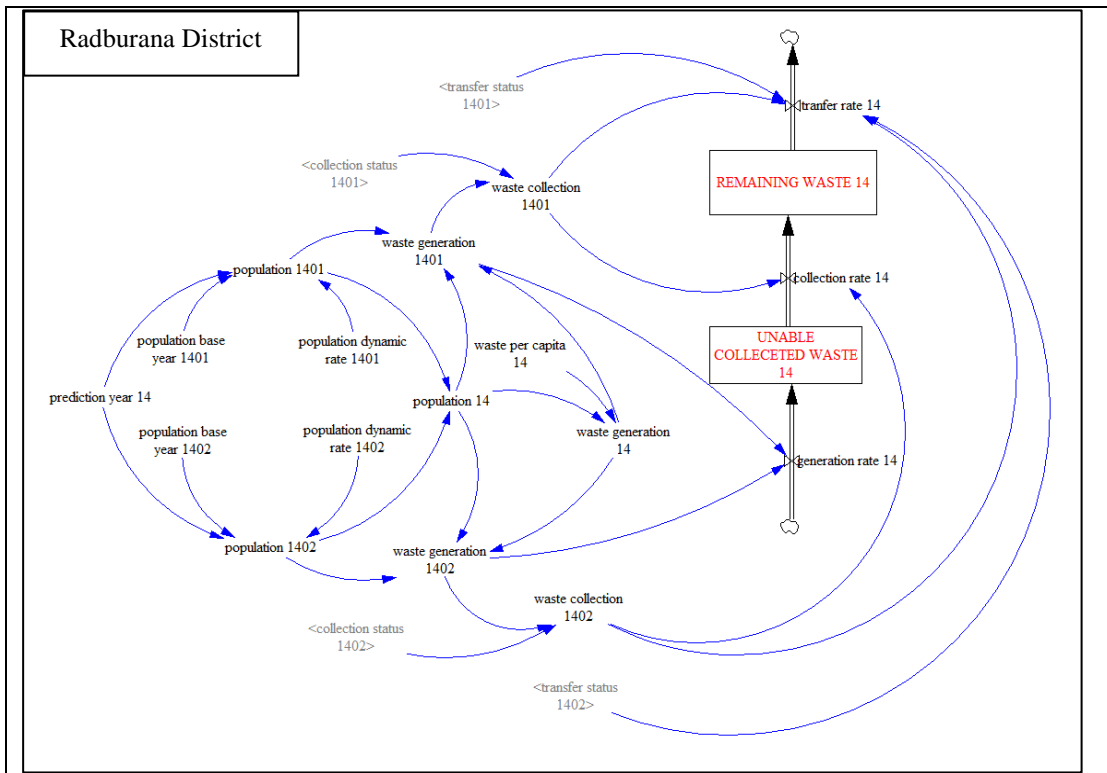 Radburana District
<transfer status
1401>
tranfer rate 14
<collection status
1401>
waste collection
1401
REMAINING WASTE 14
waste generation
1401
population 1401
collection rate 14
population base
year 1401
population dynamic
rate 1401
waste per capita
14
UNABLE
COLLECETED WASTE
14
prediction year 14
population 14
population base
year 1402
population dynamic
rate 1402
waste generation
14
generation rate 14
population 1402
waste generation
1402
waste collection
1402
<collection status
1402>
<transfer status
1402>